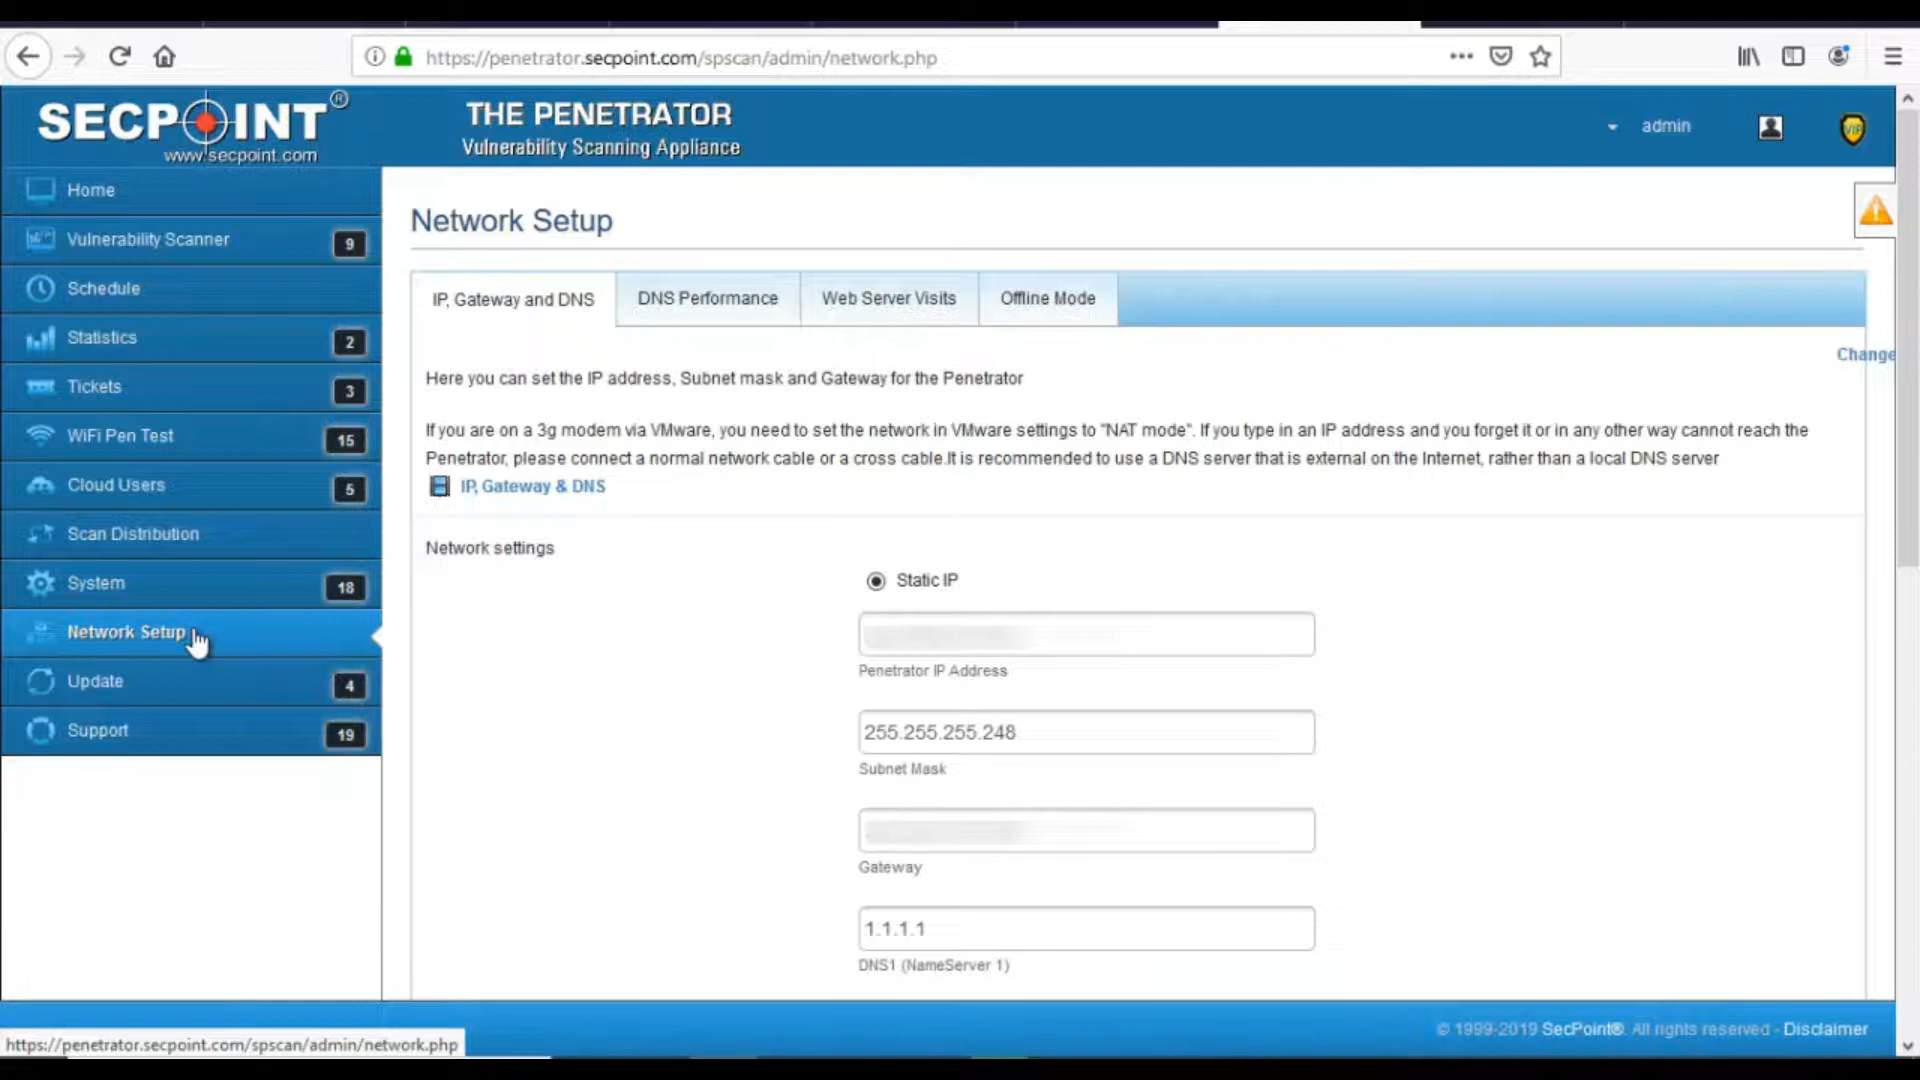 https://penetrator.secpoint.com/spscan/admin/network.php
SECPOINT®
www.secpoint.com
THE PENETRATOR
Vulnerability Scanning Appliance
admin
VIP
Home
Vulnerability Scanner 9
Schedule
Statistics 2
Tickets 3
WiFi Pen Test 15
Cloud Users 5
Scan Distribution
System 18
Network Setup
Update 4
Support 19
Network Setup
IP, Gateway and DNS
DNS Performance
Web Server Visits
Offline Mode
Change
Here you can set the IP address, Subnet mask and Gateway for the Penetrator
If you are on a 3g modem via VMware, you need to set the network in VMware settings to "NAT mode". If you type in an IP address and you forget it or in any other way cannot reach the
Penetrator, please connect a normal network cable or a cross cable.It is recommended to use a DNS server that is external on the Internet, rather than a local DNS server
IP, Gateway & DNS
Network settings
Static IP
Penetrator IP Address
255.255.255.248
Subnet Mask
Gateway
1.1.1.1
DNS1 (NameServer 1)
© 1999-2019 SecPoint®. All rights reserved - Disclaimer
https://penetrator.secpoint.com/spscan/admin/network.php